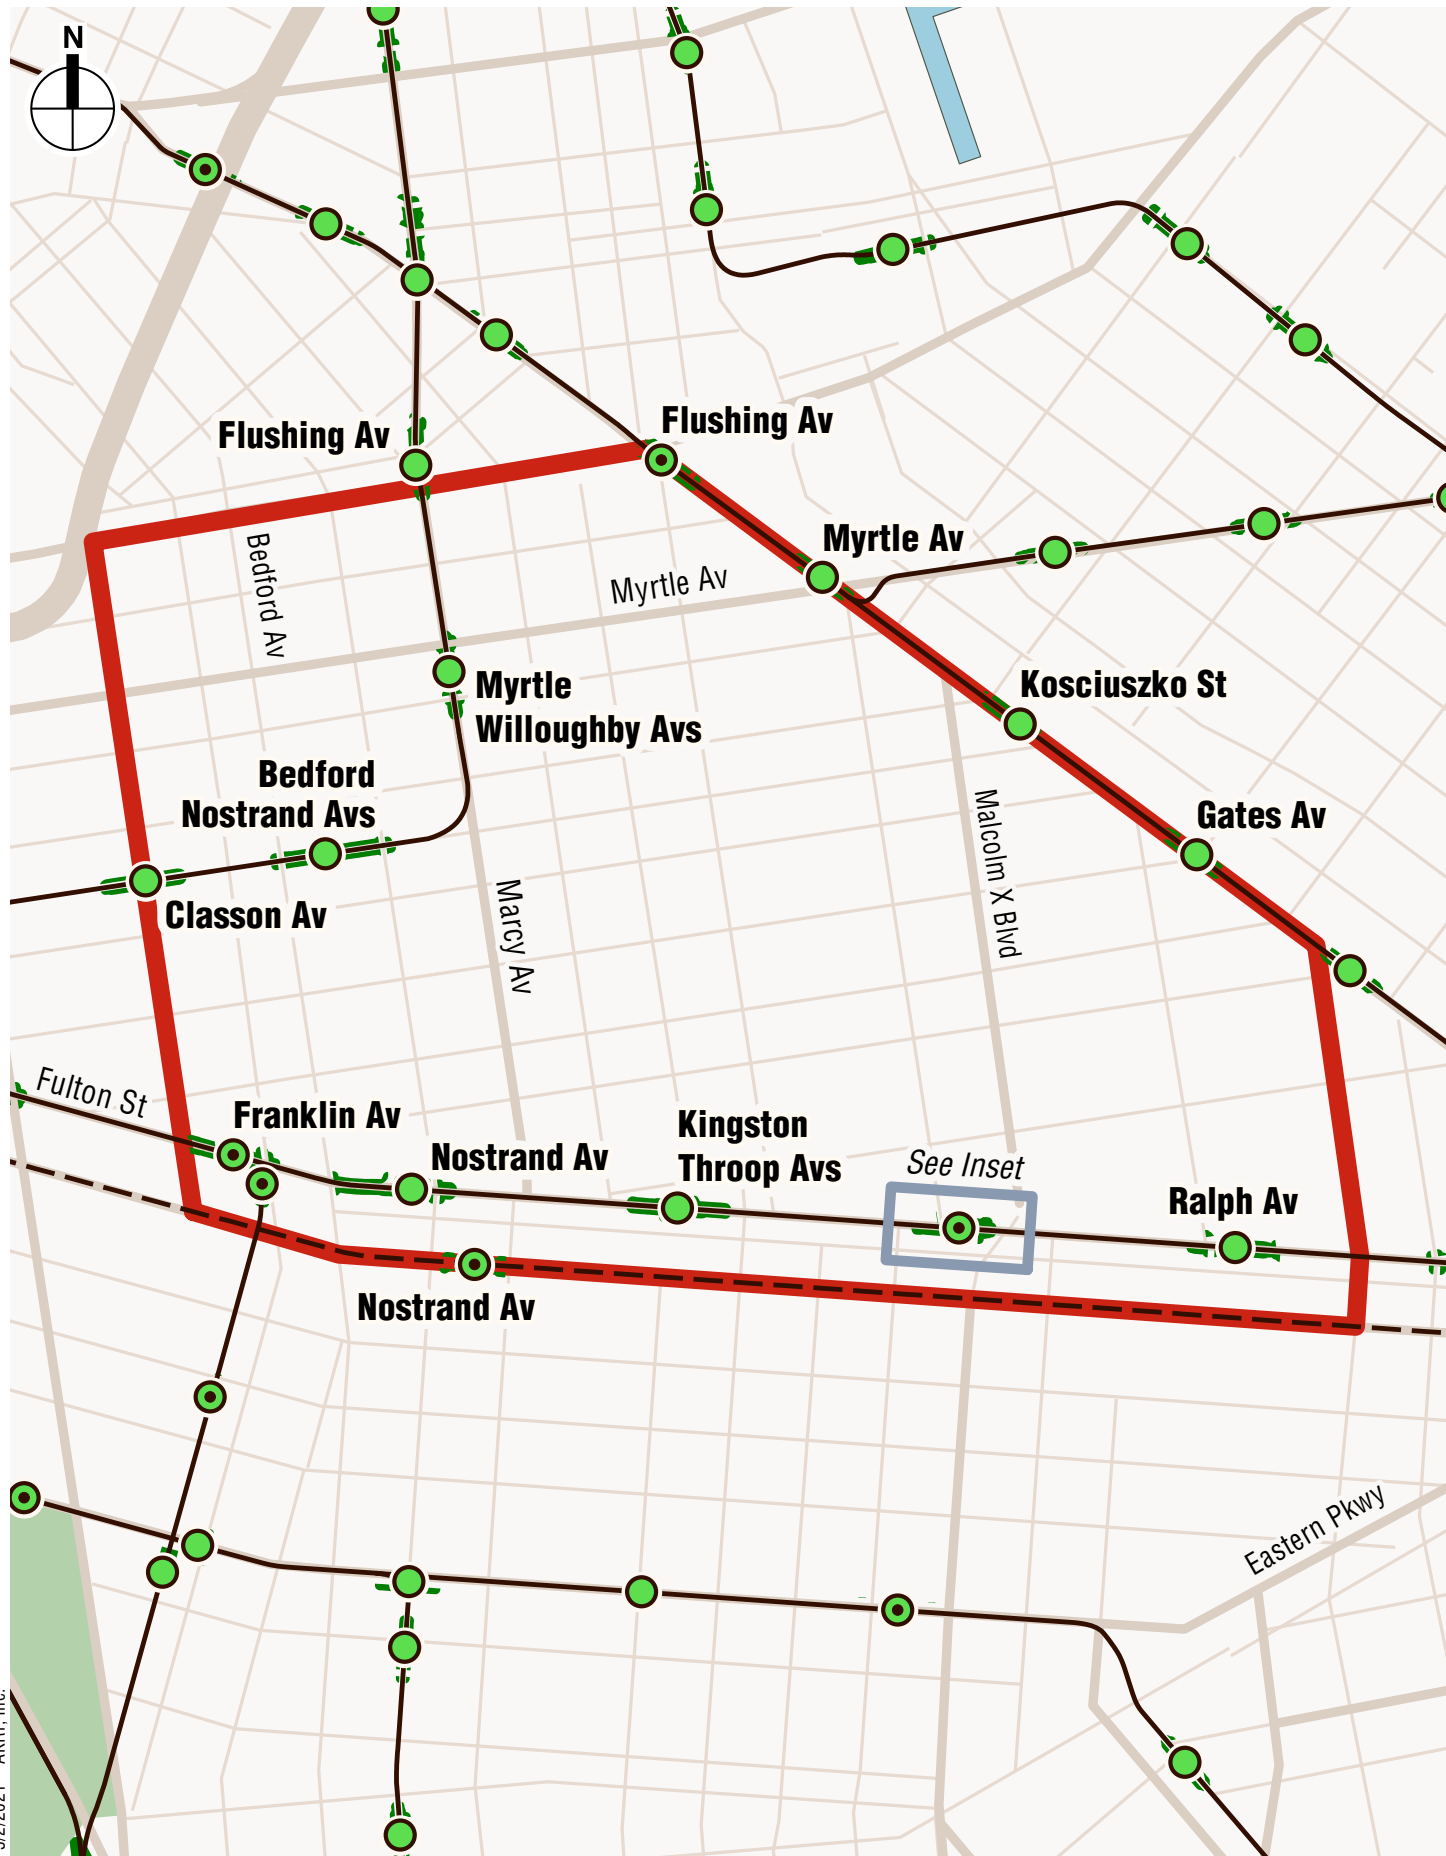 N
Flushing Av
Flushing Av
Bedford Av
Myrtle Av
Myrtle Av
Myrtle
Willoughby Avs
Kosciuszko St
Bedford
Nostrand Avs
Malcolm X Blvd
Gates Av
Classon Av
Marcy Av
Fulton St
Franklin Av
Nostrand Av
Kingston
Throop Avs
See Inset
Ralph Av
Nostrand Av
Eastern Pkwy